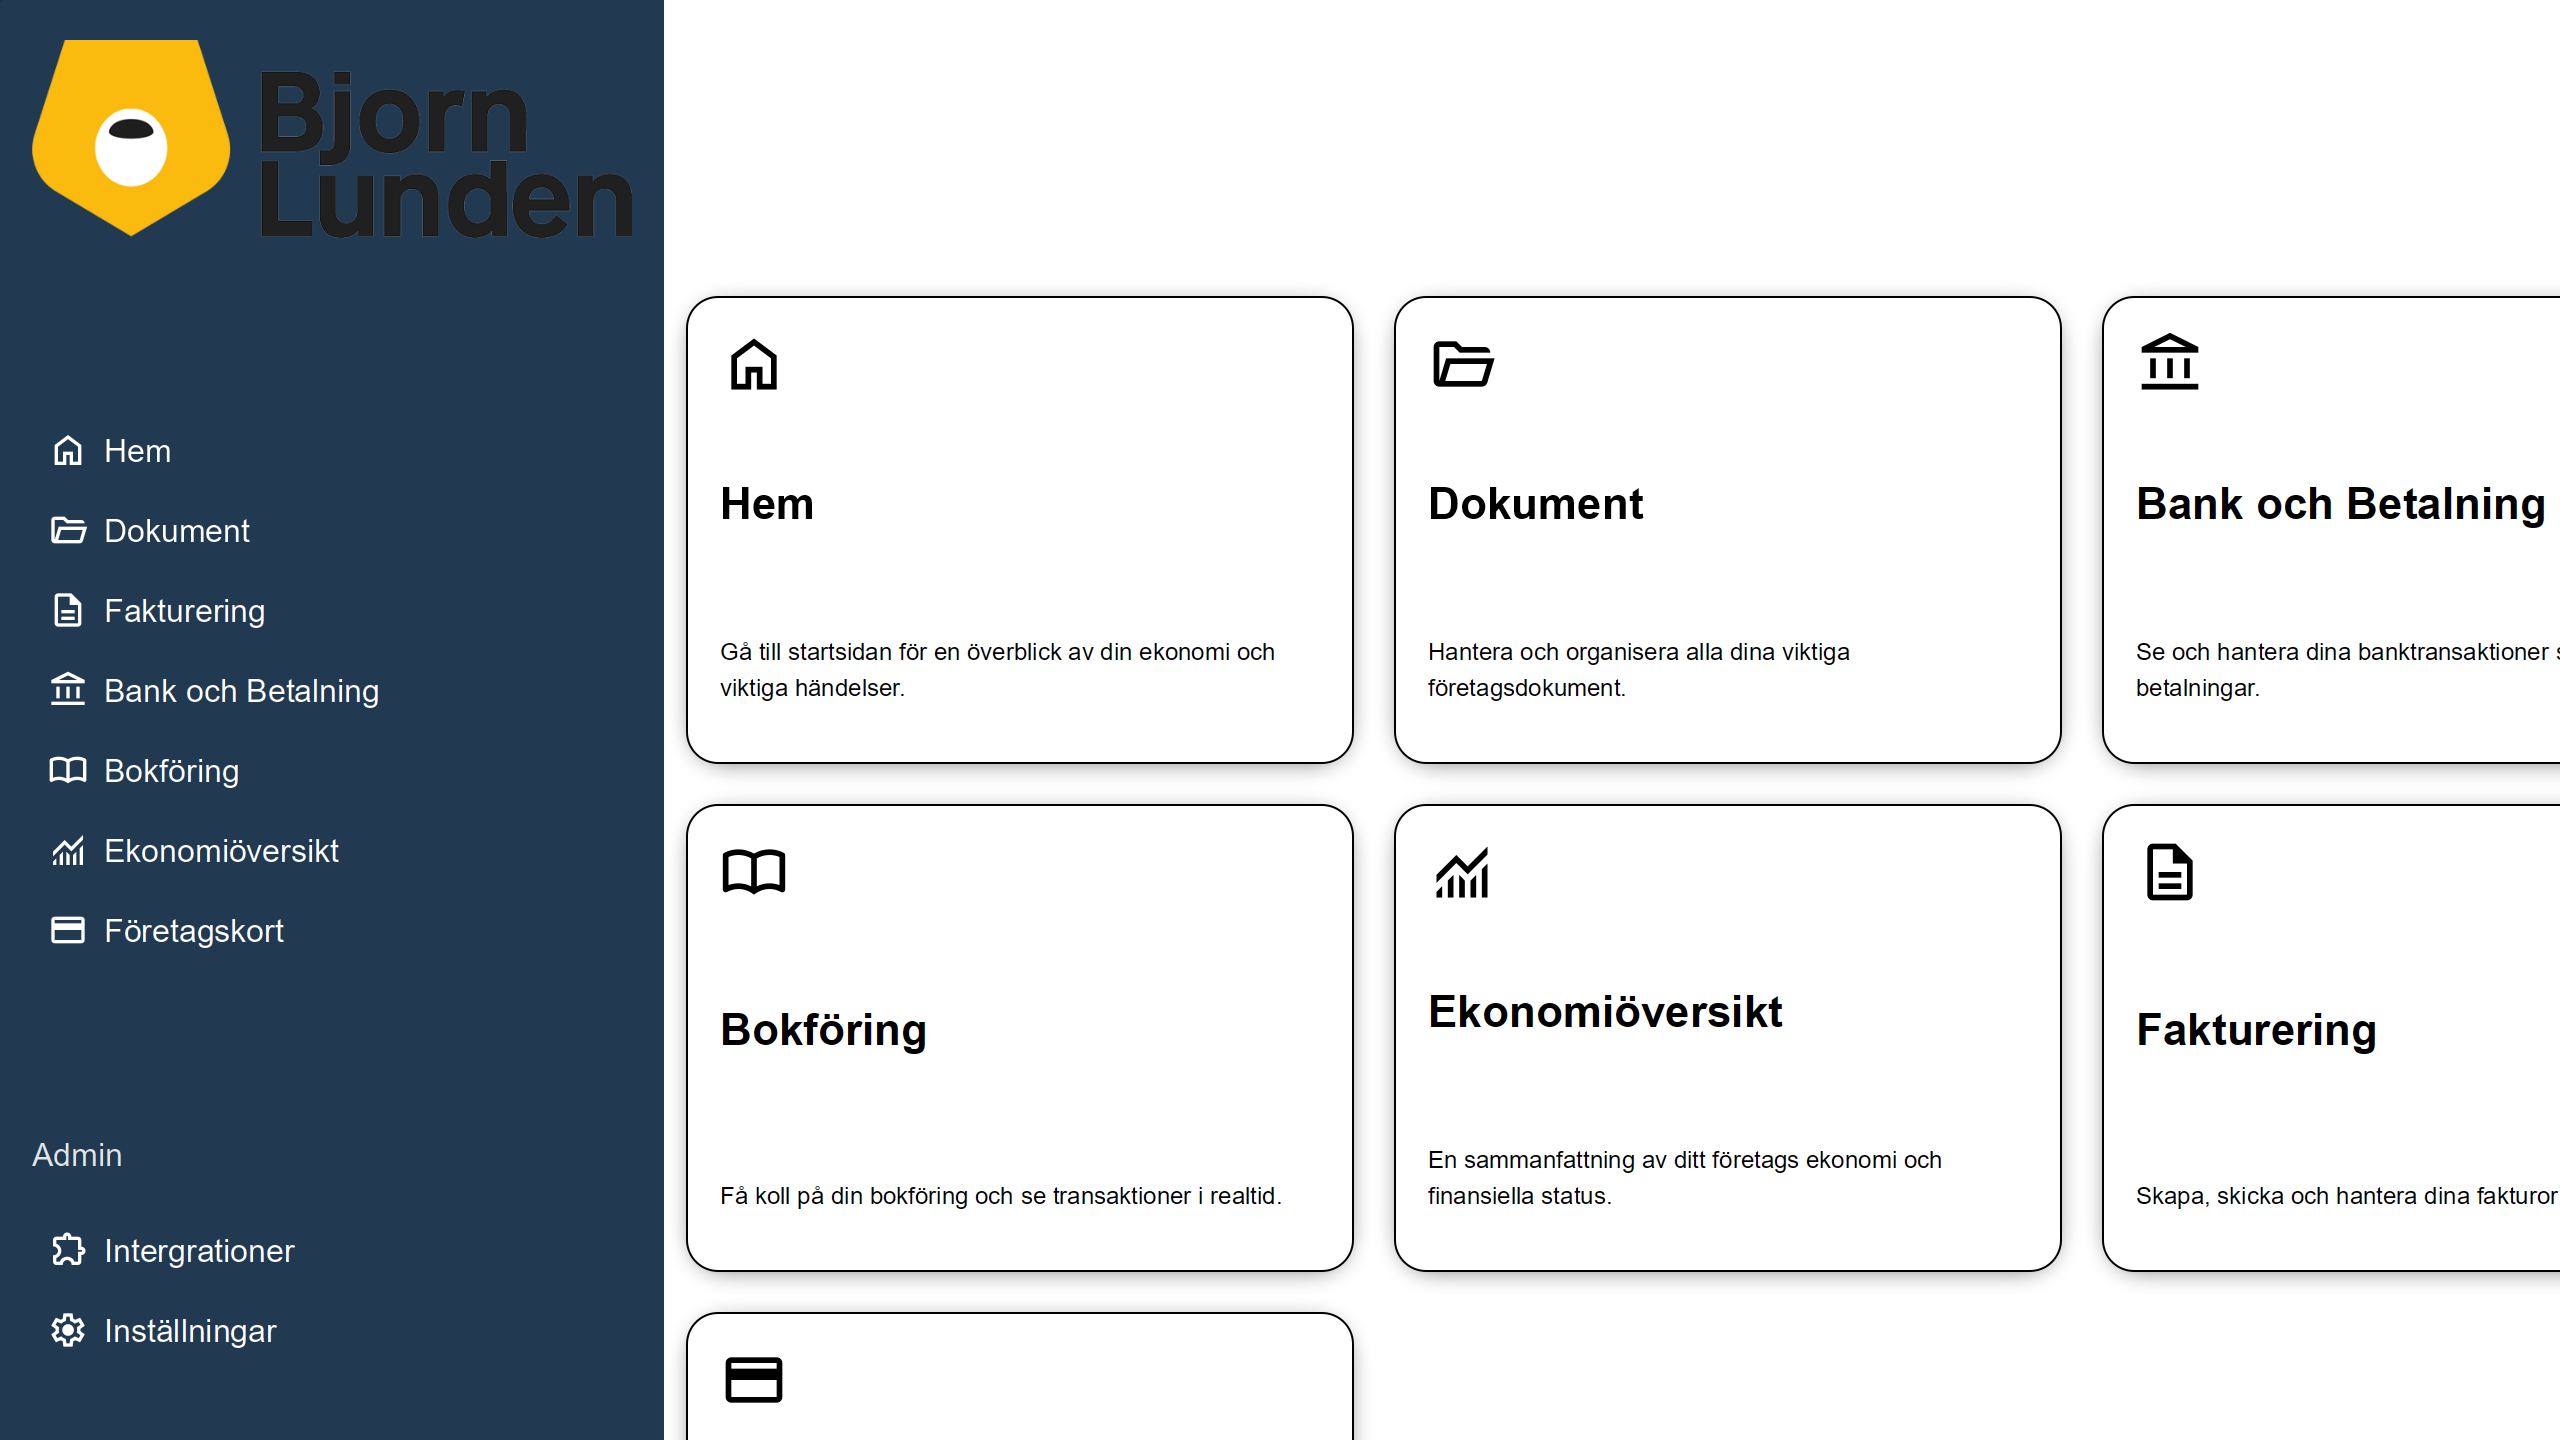 Bjorn
Lunden
Hem
Dokument
Fakturering
Bank och Betalning
Bokföring
Ekonomiöversikt
Företagskort
Admin
Intergrationer
Inställningar
Hem
Gå till startsidan för en överblick av din ekonomi och
viktiga händelser.
Dokument
Hantera och organisera alla dina viktiga
företagsdokument.
Bank och Betalning
Se och hantera dina banktransaktioner
betalningar.
Bokföring
Få koll på din bokföring och se transaktioner i realtid.
Ekonomiöversikt
En sammanfattning av ditt företags ekonomi och
finansiella status.
Fakturering
Skapa, skicka och hantera dina fakturor